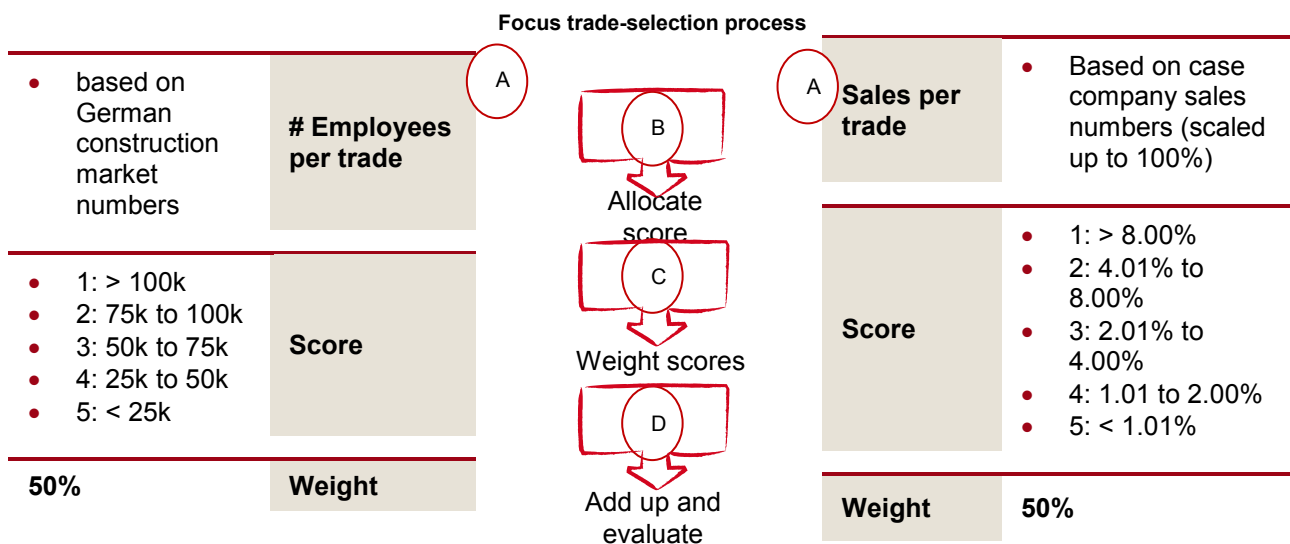 Focus trade-selection process
• based on
German
construction
market
numbers
# Employees
per trade
A
• 1: > 100k
• 2: 75k to 100k
• 3: 50k to 75k
• 4: 25k to 50k
• 5: < 25k
Score
50%
Weight
B
Allocate
score
C
Weight scores
D
Add up and
evaluate
A
Sales per
trade
• Based on case
company sales
numbers (scaled
up to 100%)
Score
• 1: > 8.00%
• 2: 4.01% to
8.00%
• 3: 2.01% to
4.00%
• 4: 1.01 to 2.00%
• 5: < 1.01%
Weight
50%